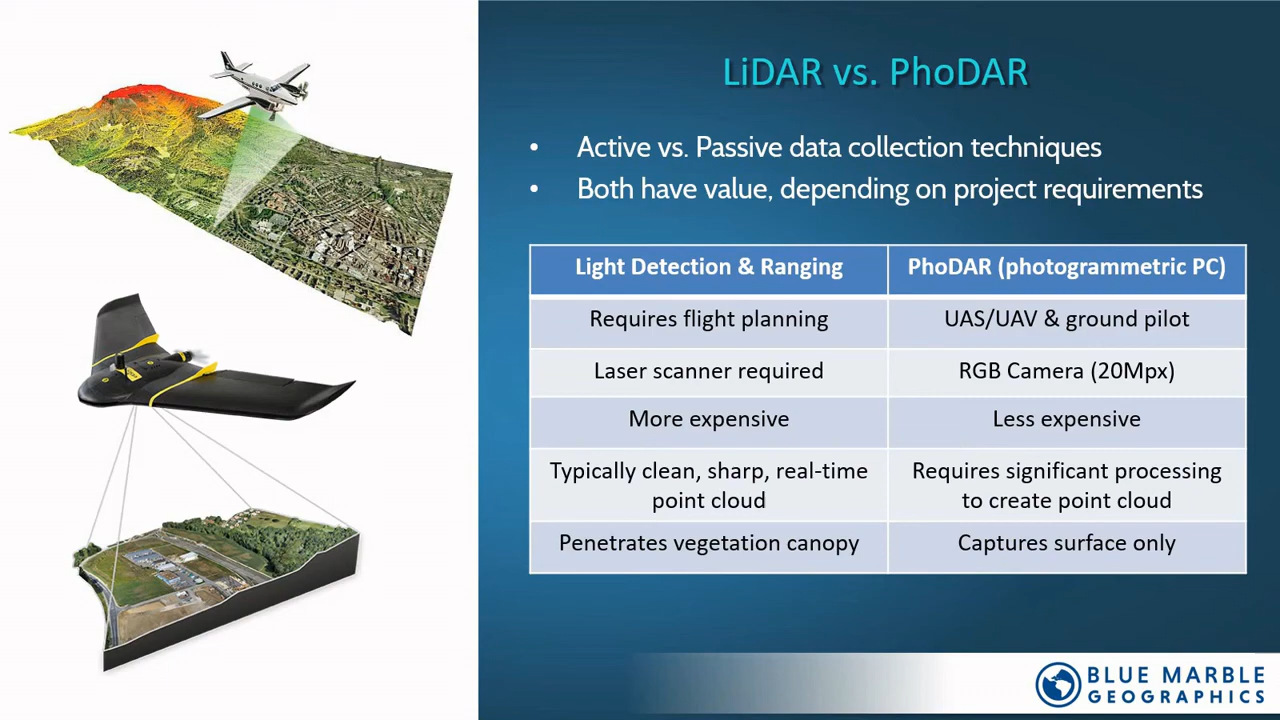 LiDAR vs. PhoDAR
• Active vs. Passive data collection techniques
• Both have value, depending on project requirements
Light Detection & Ranging
PhoDAR (photogrammetric PC)
Requires flight planning
UAS/UAV & ground pilot
Laser scanner required
RGB Camera (20Mpx)
More expensive
Less expensive
Typically clean, sharp, real-time
point cloud
Requires significant processing
to create point cloud
Penetrates vegetation canopy
Captures surface only
BLUE MARBLE
GEOGRAPHICS